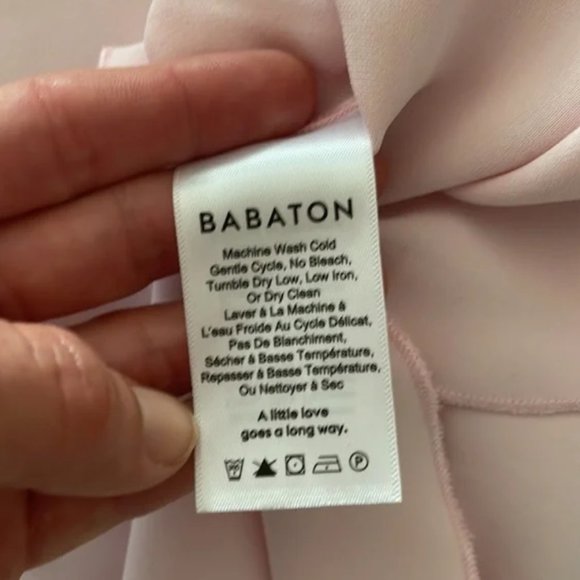 BABATON
Machine Wash Cold
Gentle Cycle, No Bleach,
Tumble Dry Low, Low Iron,
Or Dry Clean
Laver à La Machine à
L'eau Froide Au Cycle Délicat,
Pas De Blanchiment,
Sécher à Basse Température,
Repasser à Basse Température,
Ou Nettoyer à Sec
A little love
goes a long way.
P